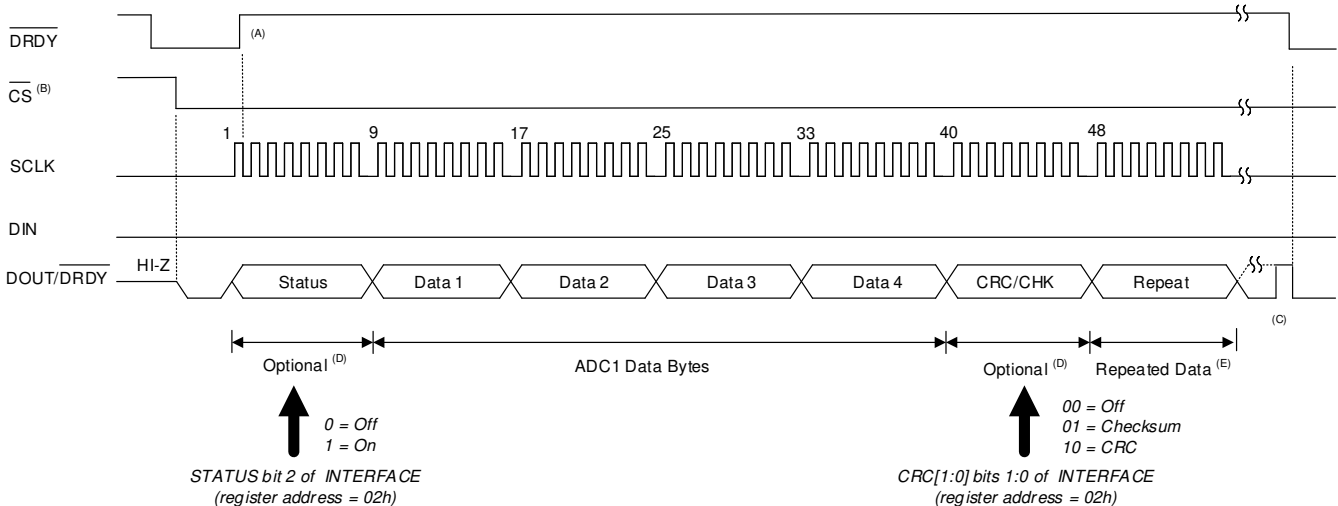 DRDY
(A)
CS (B)
1 9 17 25 33 40 48
SCLK
DIN
HI-Z
DOUT/DRDY
Status Data 1 Data 2 Data 3 Data 4 CRC/CHK Repeat
(C)
Optional (D) ADC1 Data Bytes Optional (D) Repeated Data (E)
0 = Off
1 = On
00 = Off
01 = Checksum
10 = CRC
STATUS bit 2 of INTERFACE
(register address = 02h)
CRC[1:0] bits 1:0 of INTERFACE
(register address = 02h)